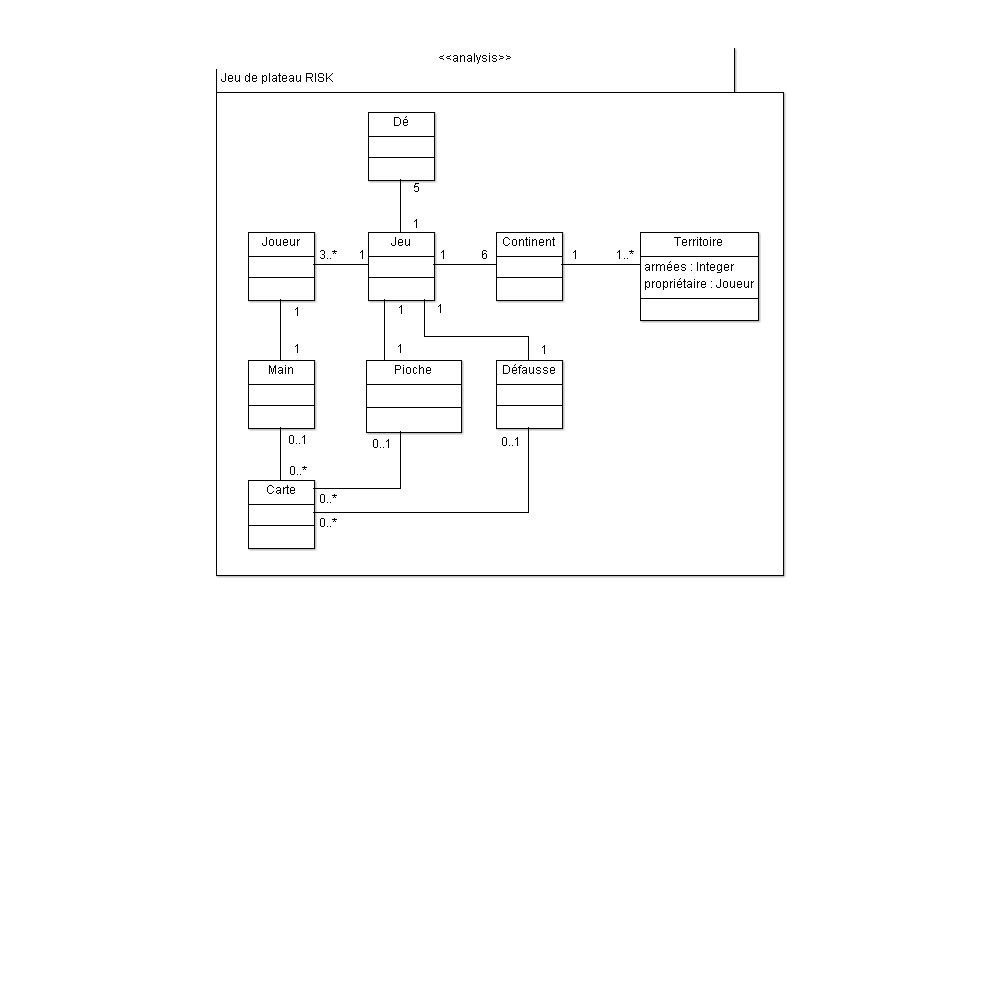 <<analysis>>
Jeu de plateau RISK
Dé
5
1
Joueur
3..*
1
Jeu
1
6
Continent
1
1..*
Territoire
armées : Integer
propriétaire : Joueur
1
1
1
1
1
1
Main
Pioche
Défausse
0..1
0..1
0..1
0..*
Carte
0..*
0..*